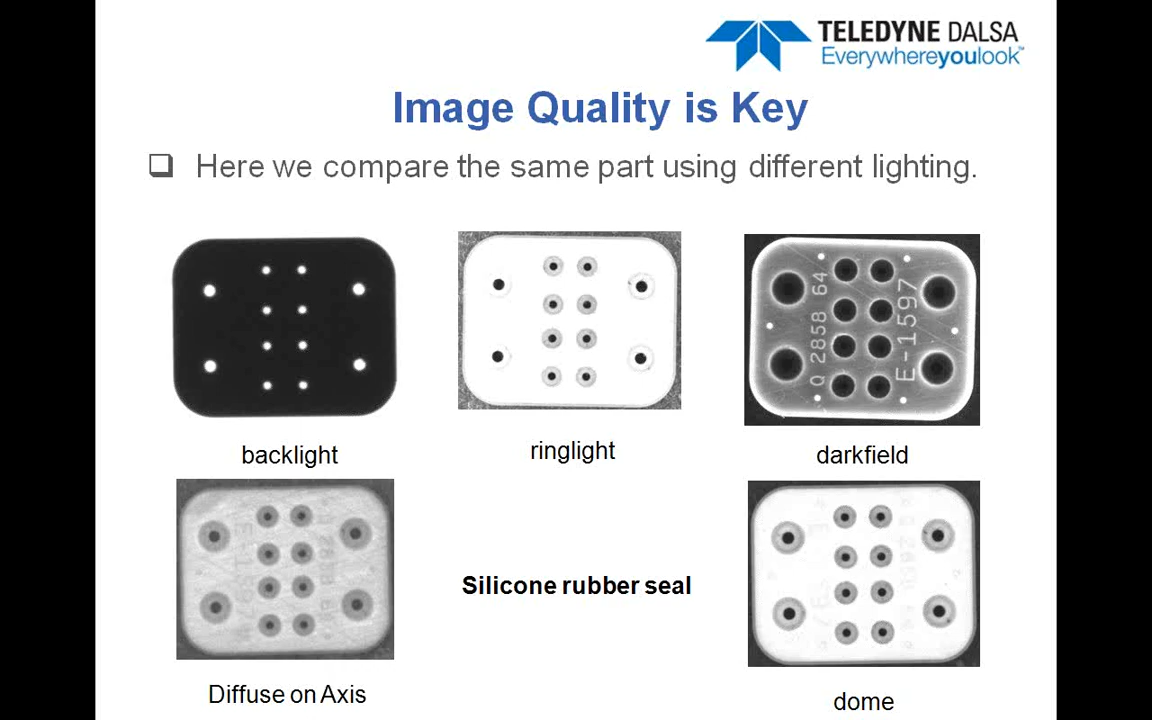 TELEDYNE DALSA
Everywhereyoulook™
Image Quality is Key
❑ Here we compare the same part using different lighting.
Q 2858 64
E-1597
backlight
ringlight
darkfield
Silicone rubber seal
Diffuse on Axis
dome